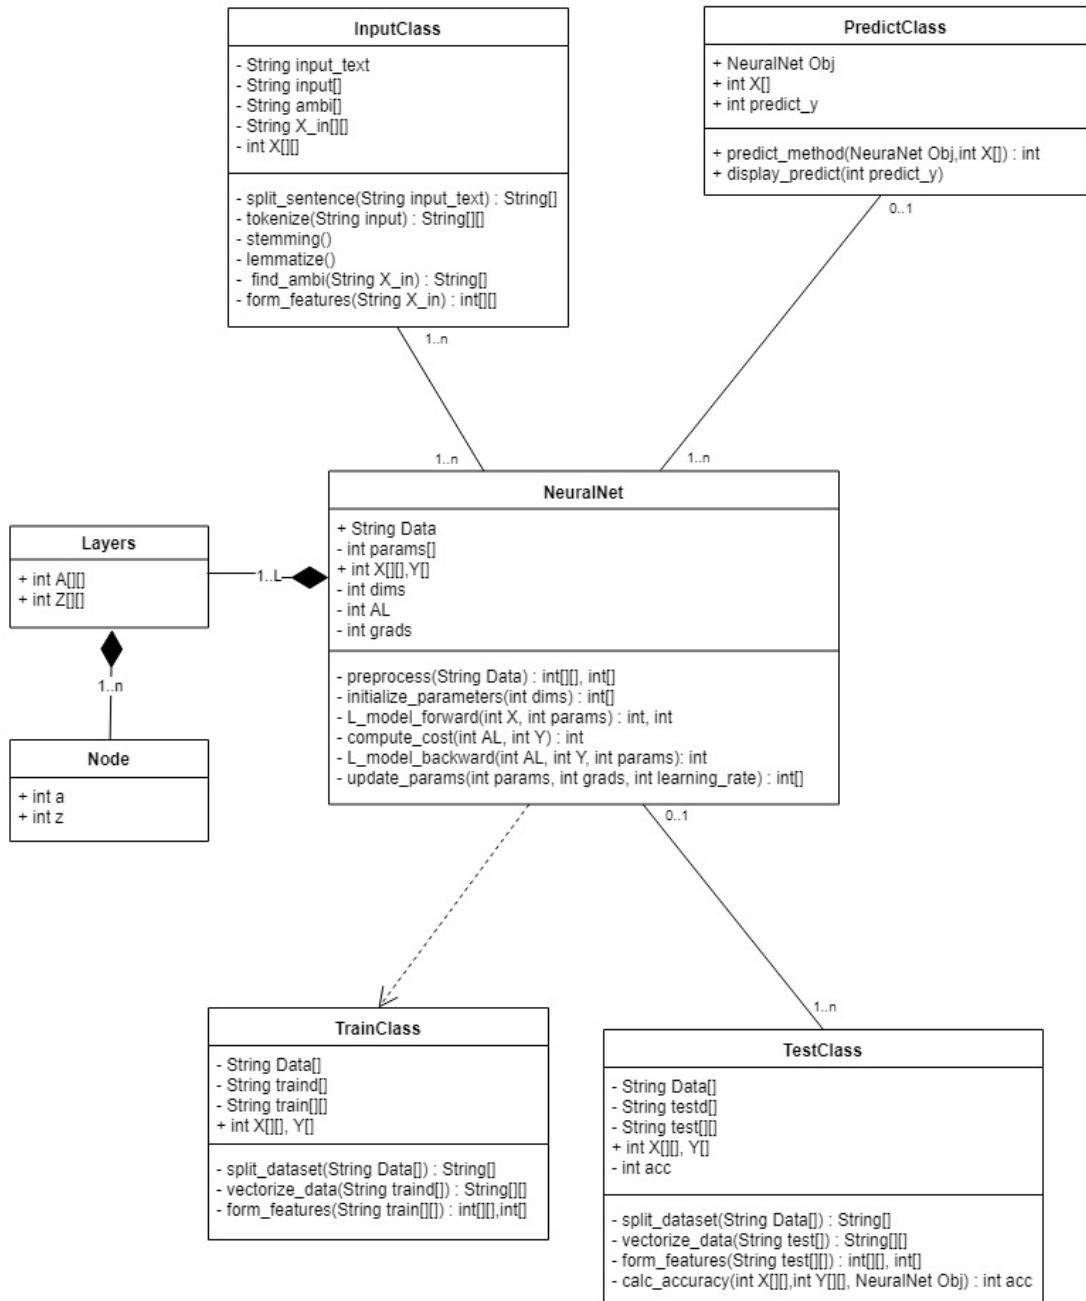 InputClass
- String input_text
- String input[]
- String ambi[]
- String X_in[][]
- int X[][]
- split_sentence(String input_text) : String[]
- tokenize(String input) : String[][]
- stemming()
- lemmatize()
- find_ambi(String X_in) : String[]
- form_features(String X_in) : int[][]
1..n
PredictClass
+ NeuralNet Obj
+ int X[]
+ int predict_y
+ predict_method(NeuraNet Obj,int X[]) : int
+ display_predict(int predict_y)
0..1
1..n
1..n
NeuralNet
+ String Data
- int params[]
+ int X[][],Y[]
- int dims
- int AL
- int grads
- preprocess(String Data) : int[][], int[]
- initialize_parameters(int dims) : int[]
- L_model_forward(int X, int params) : int, int
- compute_cost(int AL, int Y) : int
- L_model_backward(int AL, int Y, int params): int
- update_params(int params, int grads, int learning_rate) : int[]
Layers
+ int A[][]
+ int Z[][]
1..L
1..n
Node
+ int a
+ int z
0..1
1..n
TrainClass
- String Data[]
- String traind[]
- String train[][]
+ int X[][], Y[]
- split_dataset(String Data[]) : String[]
- vectorize_data(String traind[]) : String[][]
- form_features(String train[][]) : int[][],int[]
TestClass
- String Data[]
- String testd[]
- String test[][]
+ int X[][], Y[]
- int acc
- split_dataset(String Data[]) : String[]
- vectorize_data(String test[]) : String[][]
- form_features(String test[][]) : int[][], int[]
- calc_accuracy(int X[][],int Y[][], NeuralNet Obj) : int acc